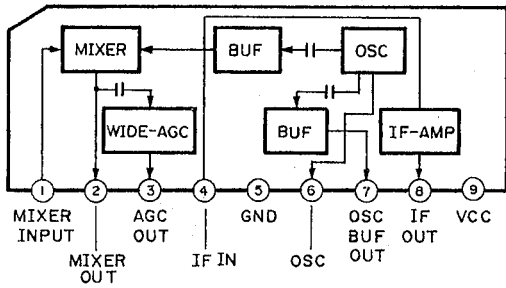 MIXER
BUF
OSC
WIDE-AGC
BUF
IF-AMP
1
2
3
4
5
6
7
8
9
MIXER
INPUT
MIXER
OUT
AGC
OUT
IF IN
GND
OSC
OSC
BUF
OUT
IF
OUT
VCC